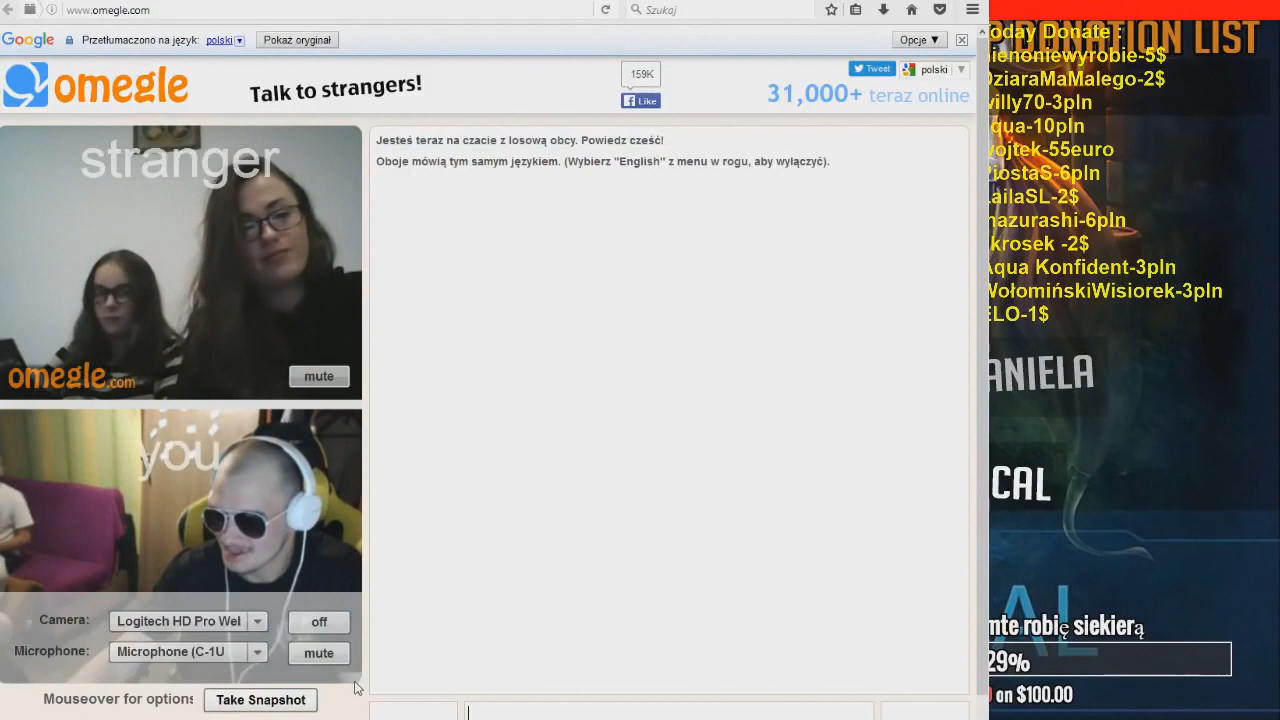 www.omegle.com
Szukaj
Google
Przetłumaczono na język: polski
Pokaż oryginał
Opcje ▼
omegle
Talk to strangers!
159K
Like
Tweet
polski
31,000+ teraz online
stranger
omegle.com
mute
you
Camera:
Logitech HD Pro Wel
off
Microphone:
Microphone (C-1U
mute
Mouseover for options
Take Snapshot
Jesteś teraz na czacie z losową obcy. Powiedz cześć!
Oboje mówią tym samym językiem. (Wybierz "English" z menu w rogu, aby wyłączyć).
DONATION LIST
oday Donate :
ienoniewyrobie-5$
DziaraMaMalego-2$
willy70-3pln
qua-10pln
wojtek-55euro
PiostaS-6pln
LailaSL-2$
mazurashi-6pln
krosek -2$
Aqua Konfident-3pln
WołomińskiWisiorek-3pln
ELO-1$
ANIELA
CAL
AL
mte robię siekierą
29%
on $100.00